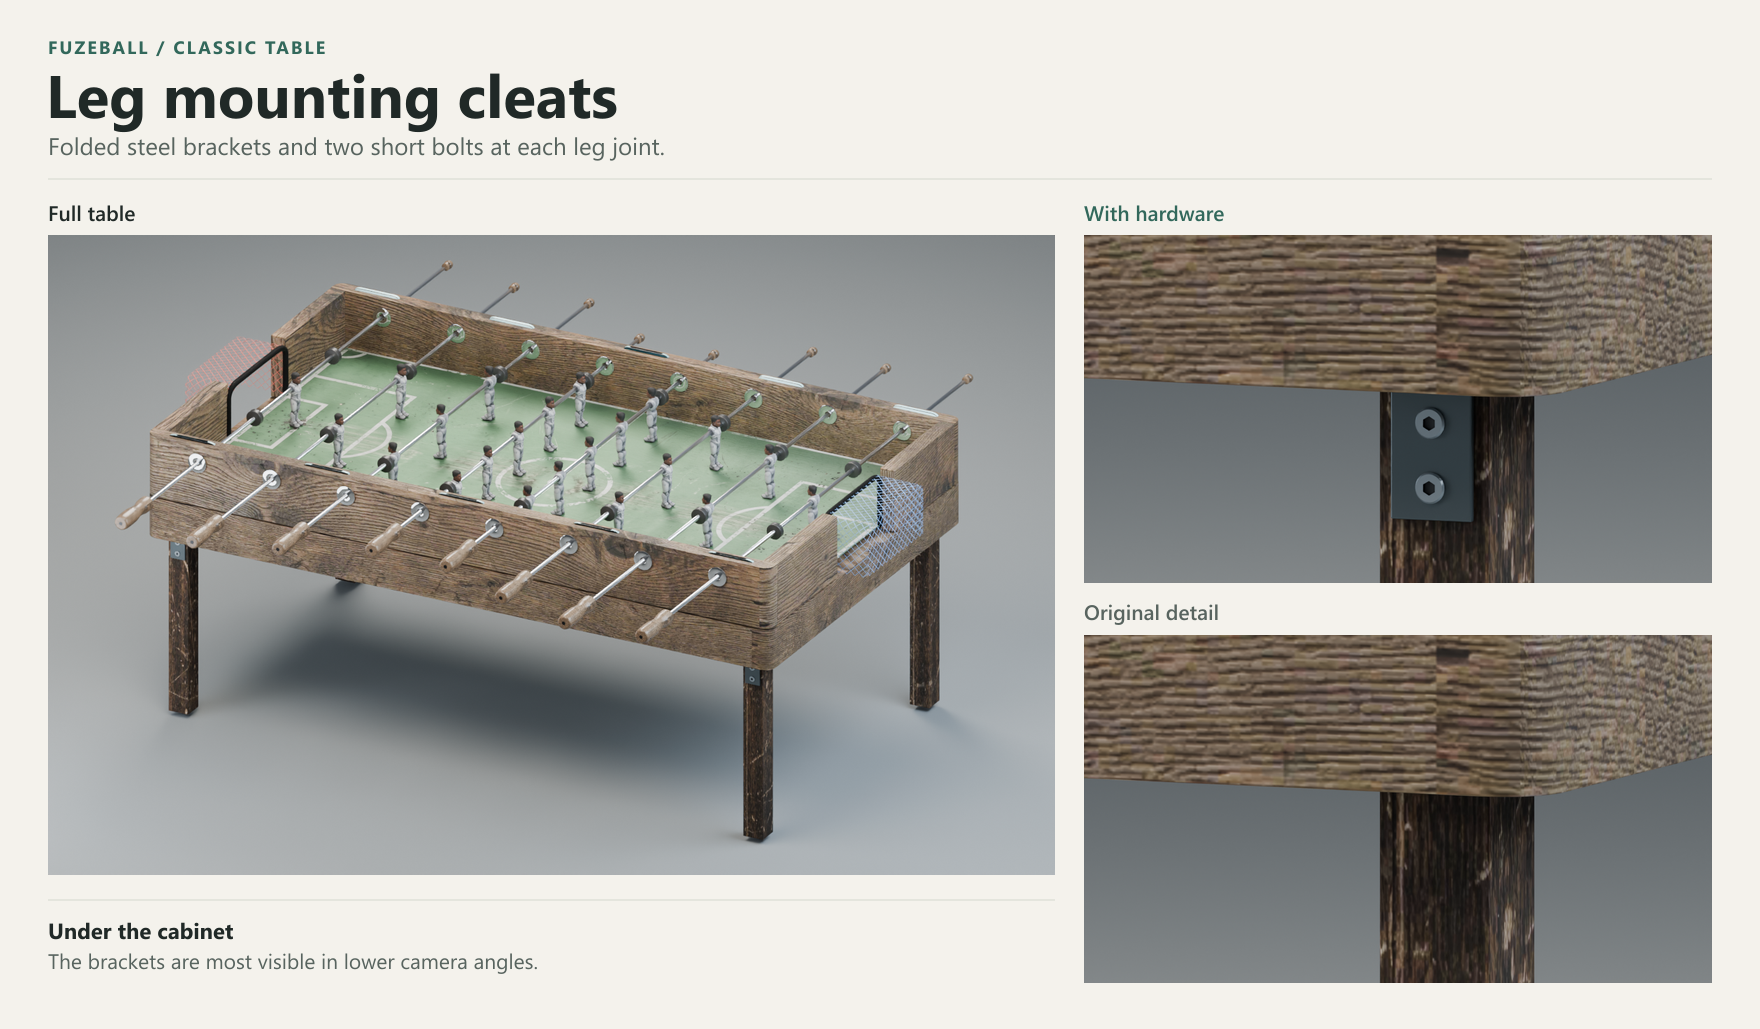 FUZEBALL / CLASSIC TABLE
Leg mounting cleats
Folded steel brackets and two short bolts at each leg joint.
Full table
With hardware
Original detail
Under the cabinet
The brackets are most visible in lower camera angles.